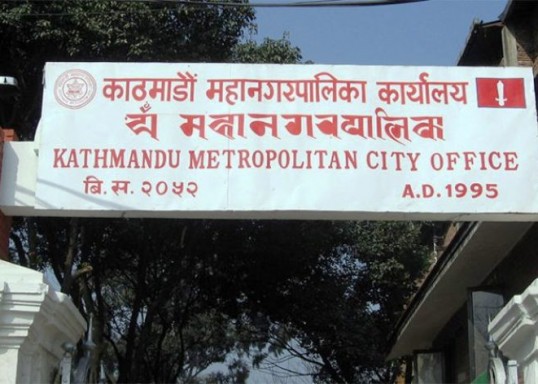 काठमाडौं महानगरपालिका कार्यालय
KATHMANDU METROPOLITAN CITY OFFICE
बि.स. २०५२ A.D. 1995